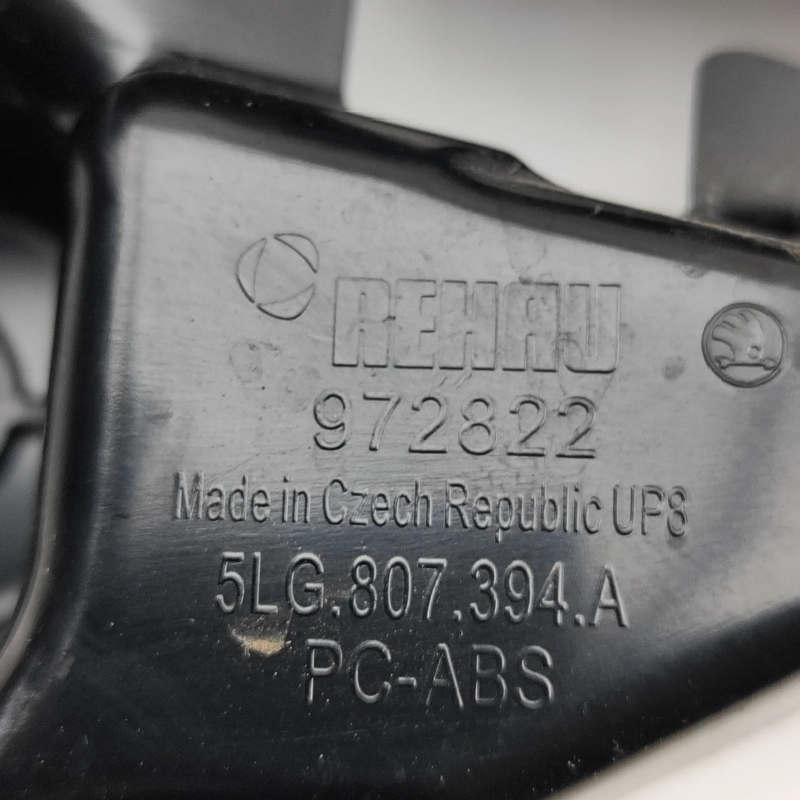 REHAU
972822
Made in Czech Republic UP8
5LG.807.394.A
PC-ABS